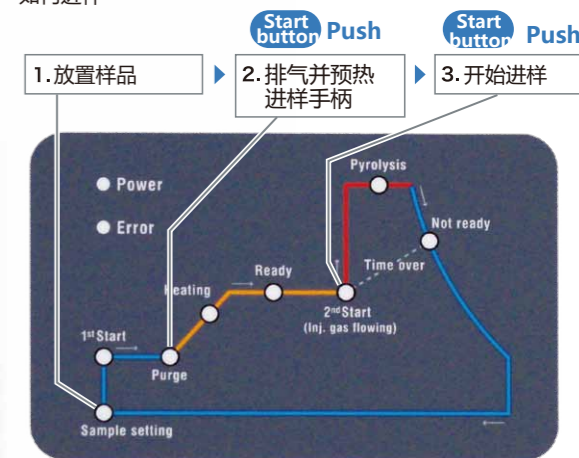 Start
button Push
Start
button Push
1.放置样品
2.排气并预热
进样手柄
3.开始进样
Pyrolysis
Power
Error
Not ready
Time over
Ready
Heating
2nd Start
(Inj. gas flowing)
1st Start
Purge
Sample setting